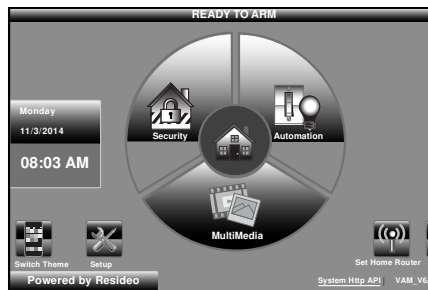 READY TO ARM
Monday
11/3/2014
08:03 AM
Security
Automation
MultiMedia
Switch Theme
Setup
Set Home Router
Powered by Resideo
System Http API
VAM_V6.